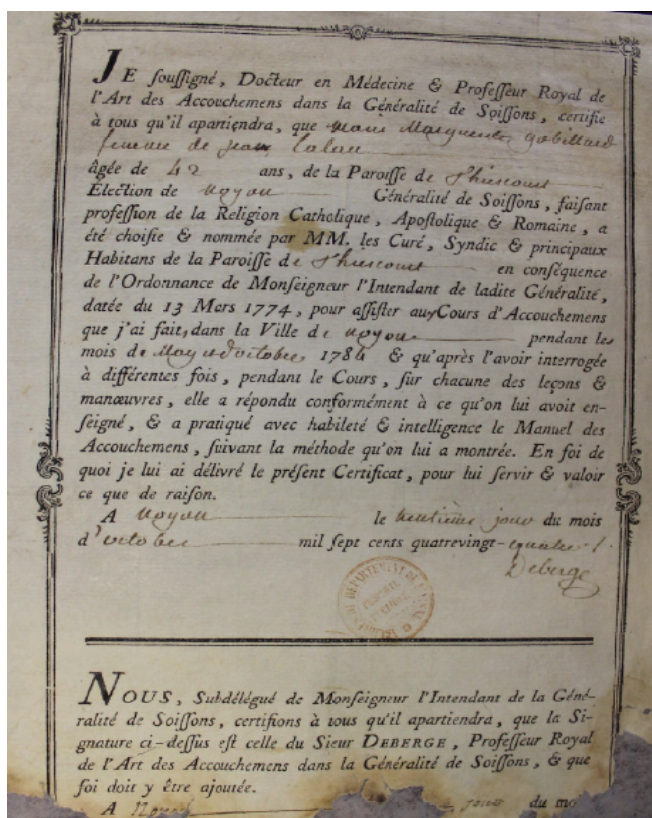 JE souſſigné, Docteur en Médecine & Profeſſeur Royal de
l'Art des Accouchemens dans la Généralité de Soiſſons, certifie
à tous qu'il apartiendra, que Marie Marguerite gobillard
femme de jean lalau
âgée de 42 ans, de la Paroiſſe de Thiescourt
Élection de Noyon Généralité de Soiſſons, faiſant
profeſſion de la Religion Catholique, Apoſtolique & Romaine, a
été choiſie & nommée par MM. les Curé, Syndic & principaux
Habitans de la Paroiſſe de Thiescourt en conſéquence
de l'Ordonnance de Monſeigneur l'Intendant de ladite Généralité,
datée du 13 Mars 1774, pour aſſiſter aux Cours d'Accouchemens
que j'ai faits dans la Ville de Noyon pendant les
mois de May et d'octobre 1784 & qu'après l'avoir interrogée
à différentes fois, pendant le Cours, ſur chacune des leçons &
manœuvres, elle a répondu conformément à ce qu'on lui avoit en-
ſeigné, & a pratiqué avec habileté & intelligence le Manuel des
Accouchemens, ſuivant la méthode qu'on lui a montrée. En foi de
quoi je lui ai délivré le préſent Certificat, pour lui ſervir & valoir
ce que de raiſon.
A Noyon le jour du mois
d'octobre mil ſept cents quatrevingt-quatre
Deberge
NOUS, Subdélégué de Monſeigneur l'Intendant de la Géné-
ralité de Soiſſons, certifions à tous qu'il apartiendra, que la Si-
gnature ci-deſſus eſt celle du Sieur DEBERGE, Profeſſeur Royal
de l'Art des Accouchemens dans la Généralité de Soiſſons, & que
foi doit y être ajoutée.
A jour du mo